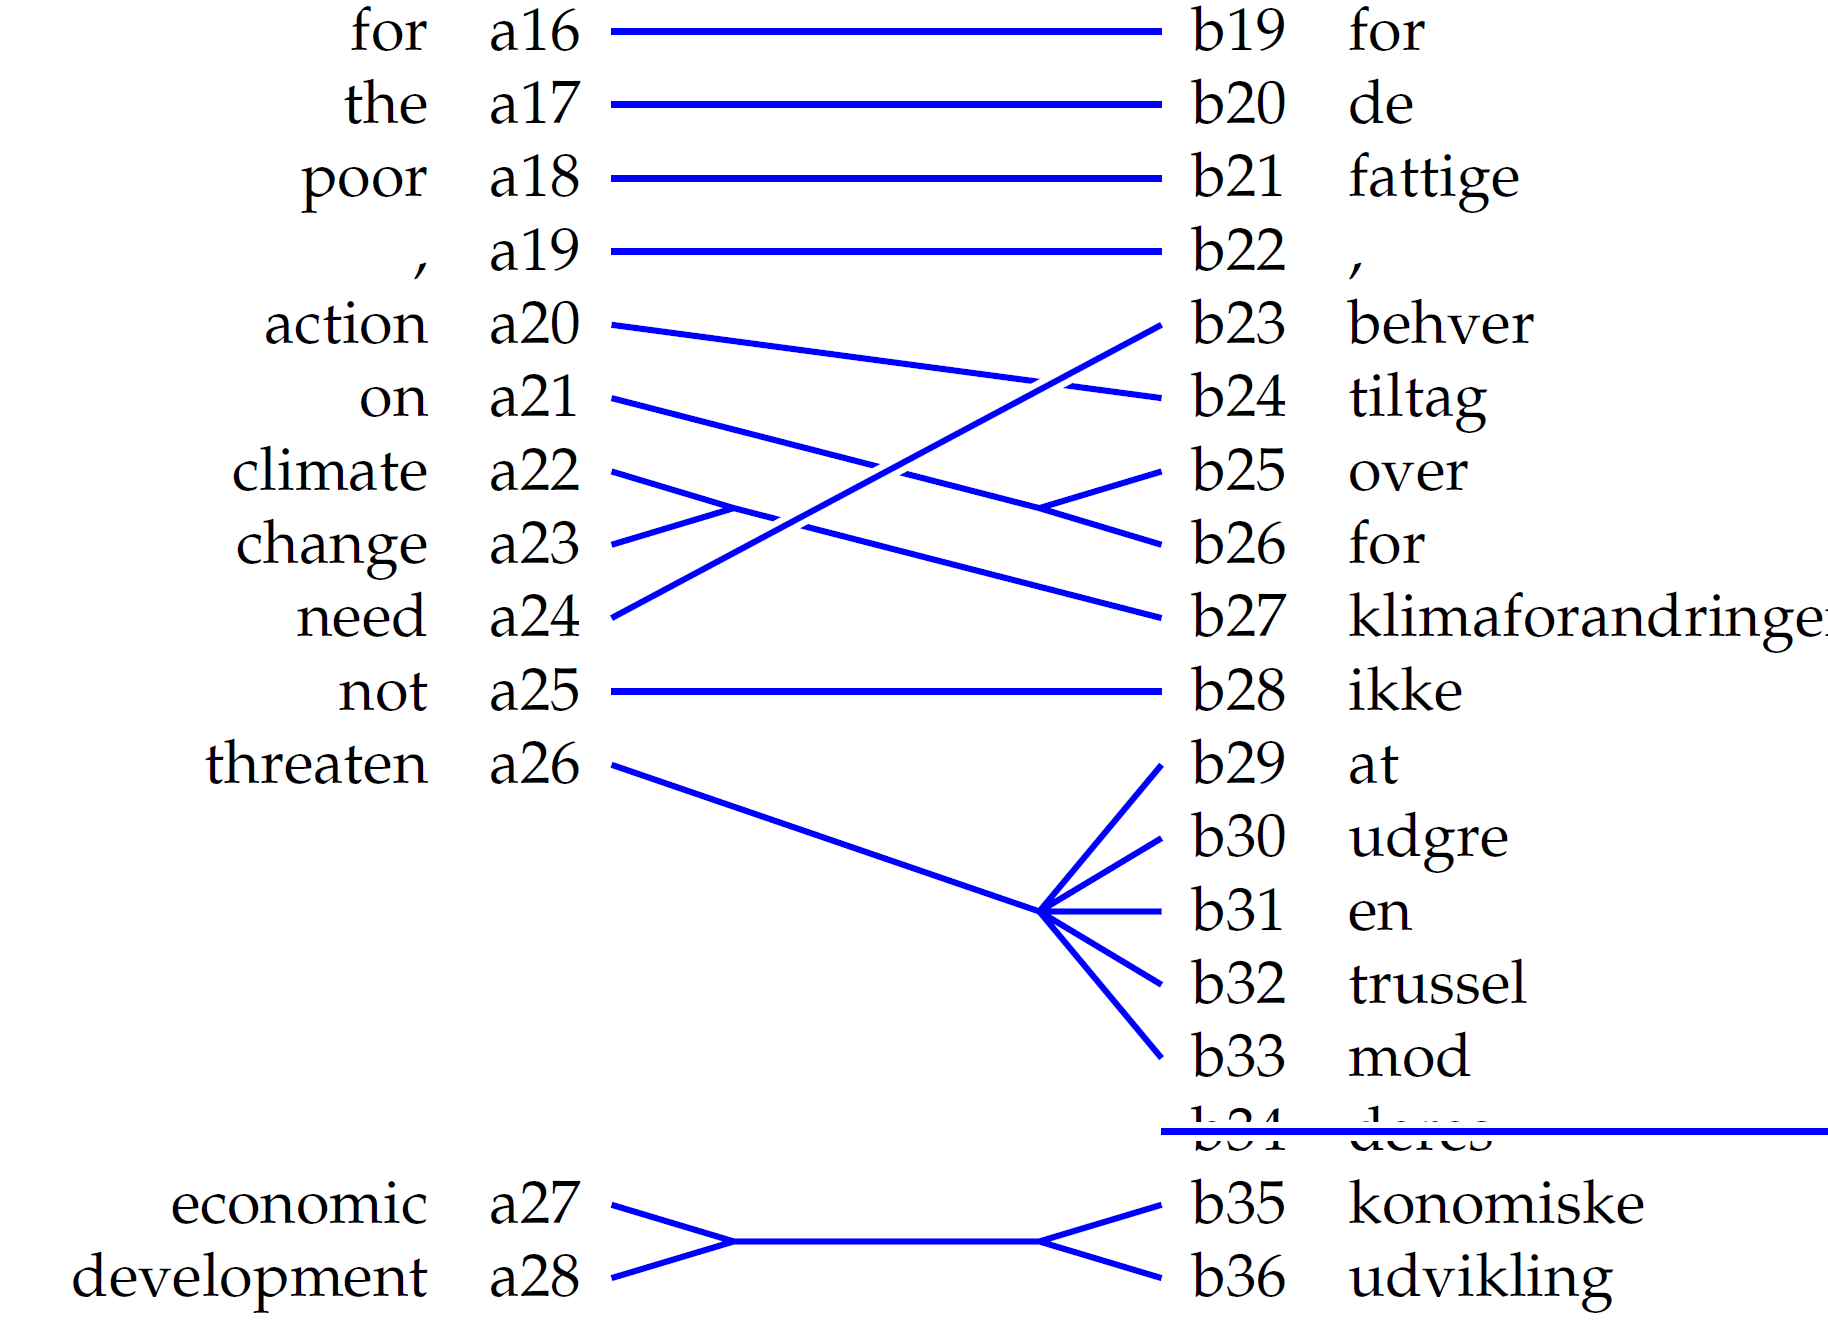 for a16 b19 for
the a17 b20 de
poor a18 b21 fattige
, a19 b22 ,
action a20 b23 behver
on a21 b24 tiltag
climate a22 b25 over
change a23 b26 for
need a24 b27 klimaforandringer
not a25 b28 ikke
threaten a26 b29 at
b30 udgre
b31 en
b32 trussel
b33 mod
b34 deres
economic a27 b35 konomiske
development a28 b36 udvikling